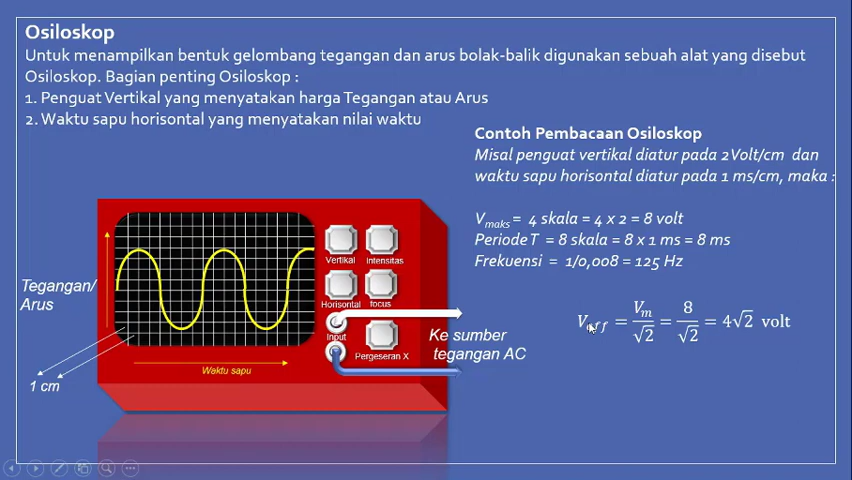 Osiloskop
Untuk menampilkan bentuk gelombang tegangan dan arus bolak-balik digunakan sebuah alat yang disebut
Osiloskop. Bagian penting Osiloskop :
1. Penguat Vertikal yang menyatakan harga Tegangan atau Arus
2. Waktu sapu horisontal yang menyatakan nilai waktu
Contoh Pembacaan Osiloskop
Misal penguat vertikal diatur pada 2 Volt/cm dan
waktu sapu horisontal diatur pada 1 ms/cm, maka :
Vmaks = 4 skala = 4 x 2 = 8 volt
Periode T = 8 skala = 8 x 1 ms = 8 ms
Frekuensi = 1/0,008 = 125 Hz
Veff = Vm/√2 = 8/√2 = 4√2 volt
Tegangan/
Arus
1 cm
Waktu sapu
Vertikal
Intensitas
Horisontal
focus
Input
Pergeseran X
Ke sumber
tegangan AC